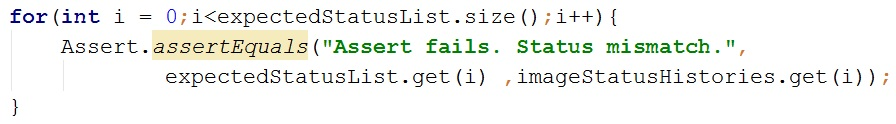 for(int i = 0;i<expectedStatusList.size();i++){
Assert.assertEquals("Assert fails. Status mismatch.",
expectedStatusList.get(i) ,imageStatusHistories.get(i));
}